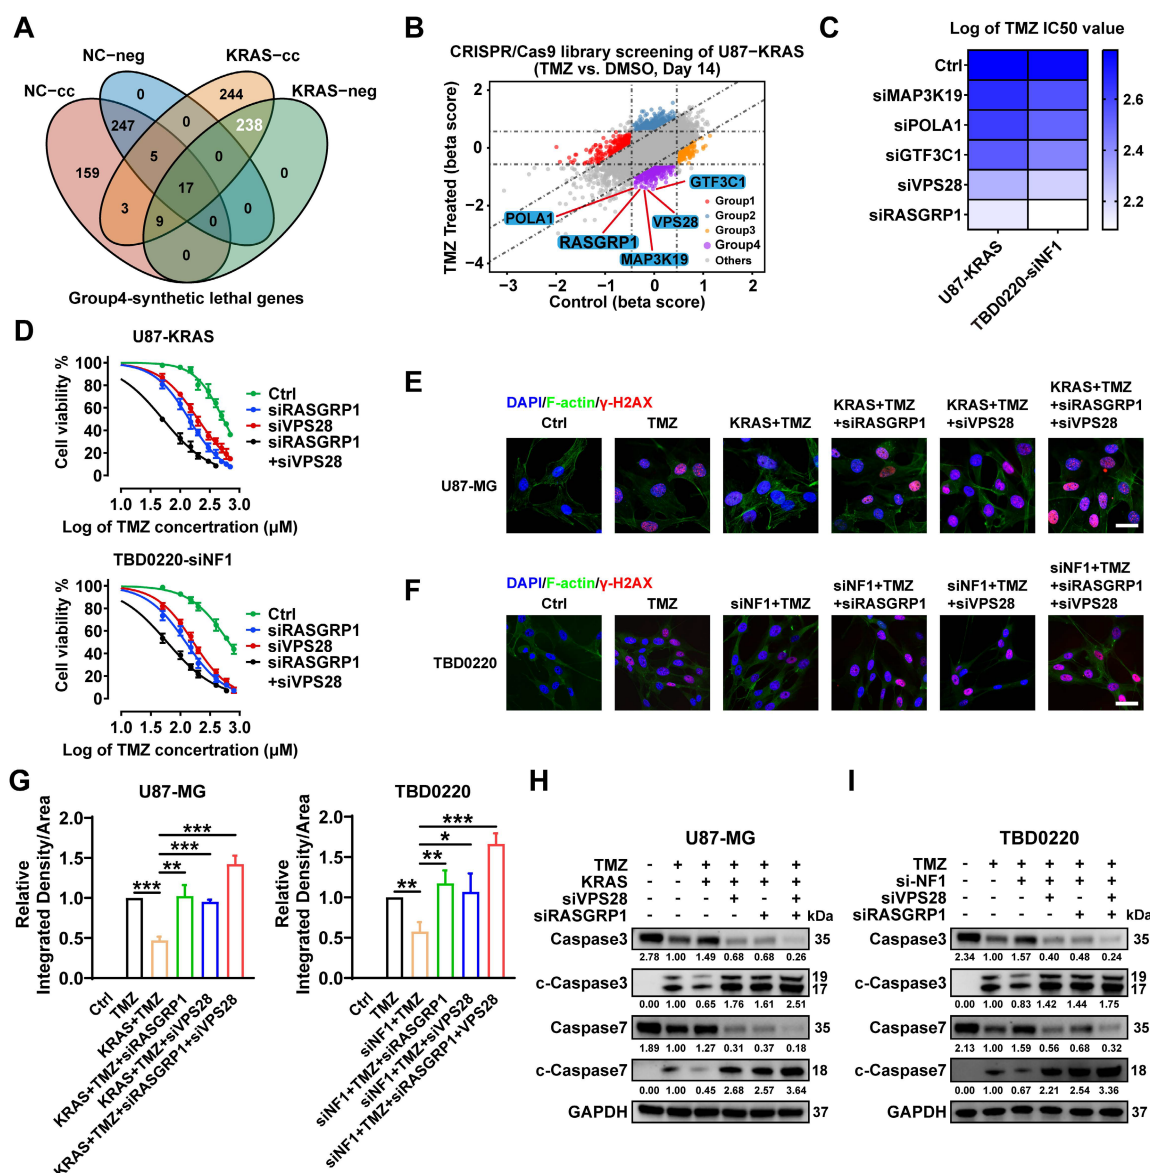 A
NC-neg
KRAS-cc
NC-cc
KRAS-neg
0
244
247
0
238
5
0
159
0
17
3
9
0
0
0
Group4-synthetic lethal genes
B
CRISPR/Cas9 library screening of U87−KRAS
(TMZ vs. DMSO, Day 14)
TMZ Treated (beta score)
2
0
−2
−4
−3
−2
−1
0
1
2
Control (beta score)
POLA1
RASGRP1
MAP3K19
VPS28
GTF3C1
Group1
Group2
Group3
Group4
Others
C
Log of TMZ IC50 value
Ctrl
siMAP3K19
siPOLA1
siGTF3C1
siVPS28
siRASGRP1
2.6
2.4
2.2
U87-KRAS
TBD0220-siNF1
D
U87-KRAS
Cell viability %
100
80
60
40
20
0
1.0 1.5 2.0 2.5 3.0
Log of TMZ concertration (μM)
Ctrl
siRASGRP1
siVPS28
siRASGRP1
+siVPS28
TBD0220-siNF1
Cell viability %
100
80
60
40
20
0
1.0 1.5 2.0 2.5 3.0
Log of TMZ concertration (μM)
Ctrl
siRASGRP1
siVPS28
siRASGRP1
+siVPS28
E
DAPI/F-actin/γ-H2AX
Ctrl
TMZ
KRAS+TMZ
KRAS+TMZ
+siRASGRP1
KRAS+TMZ
+siVPS28
KRAS+TMZ
+siRASGRP1
+siVPS28
U87-MG
F
DAPI/F-actin/γ-H2AX
Ctrl
TMZ
siNF1+TMZ
siNF1+TMZ
+siRASGRP1
siNF1+TMZ
+siVPS28
siNF1+TMZ
+siRASGRP1
+siVPS28
TBD0220
G
U87-MG
Relative
Integrated Density/Area
2.0
1.5
1.0
0.5
0.0
***
***
**
***
Ctrl
TMZ
KRAS+TMZ
KRAS+TMZ+siRASGRP1
KRAS+TMZ+siVPS28
KRAS+TMZ+siRASGRP1+siVPS28
TBD0220
Relative
Integrated Density/Area
2.0
1.5
1.0
0.5
0.0
***
*
**
**
Ctrl
TMZ
siNF1+TMZ
siNF1+TMZ+siRASGRP1
siNF1+TMZ+siVPS28
siNF1+TMZ+siRASGRP1+VPS28
H
U87-MG
TMZ - + + + + +
KRAS - - + + + +
siVPS28 - - - + - +
siRASGRP1 - - - - + + kDa
Caspase3 35
2.78 1.00 1.49 0.68 0.68 0.26
c-Caspase3 19
17
0.00 1.00 0.65 1.76 1.61 2.51
Caspase7 35
1.89 1.00 1.27 0.31 0.37 0.18
c-Caspase7 18
0.00 1.00 0.45 2.68 2.57 3.64
GAPDH 37
I
TBD0220
TMZ - + + + + +
si-NF1 - - + + + +
siVPS28 - - - + - +
siRASGRP1 - - - - + + kDa
Caspase3 35
2.34 1.00 1.57 0.40 0.48 0.24
c-Caspase3 19
17
0.00 1.00 0.83 1.42 1.44 1.75
Caspase7 35
2.13 1.00 1.59 0.56 0.68 0.32
c-Caspase7 18
0.00 1.00 0.67 2.21 2.54 3.36
GAPDH 37